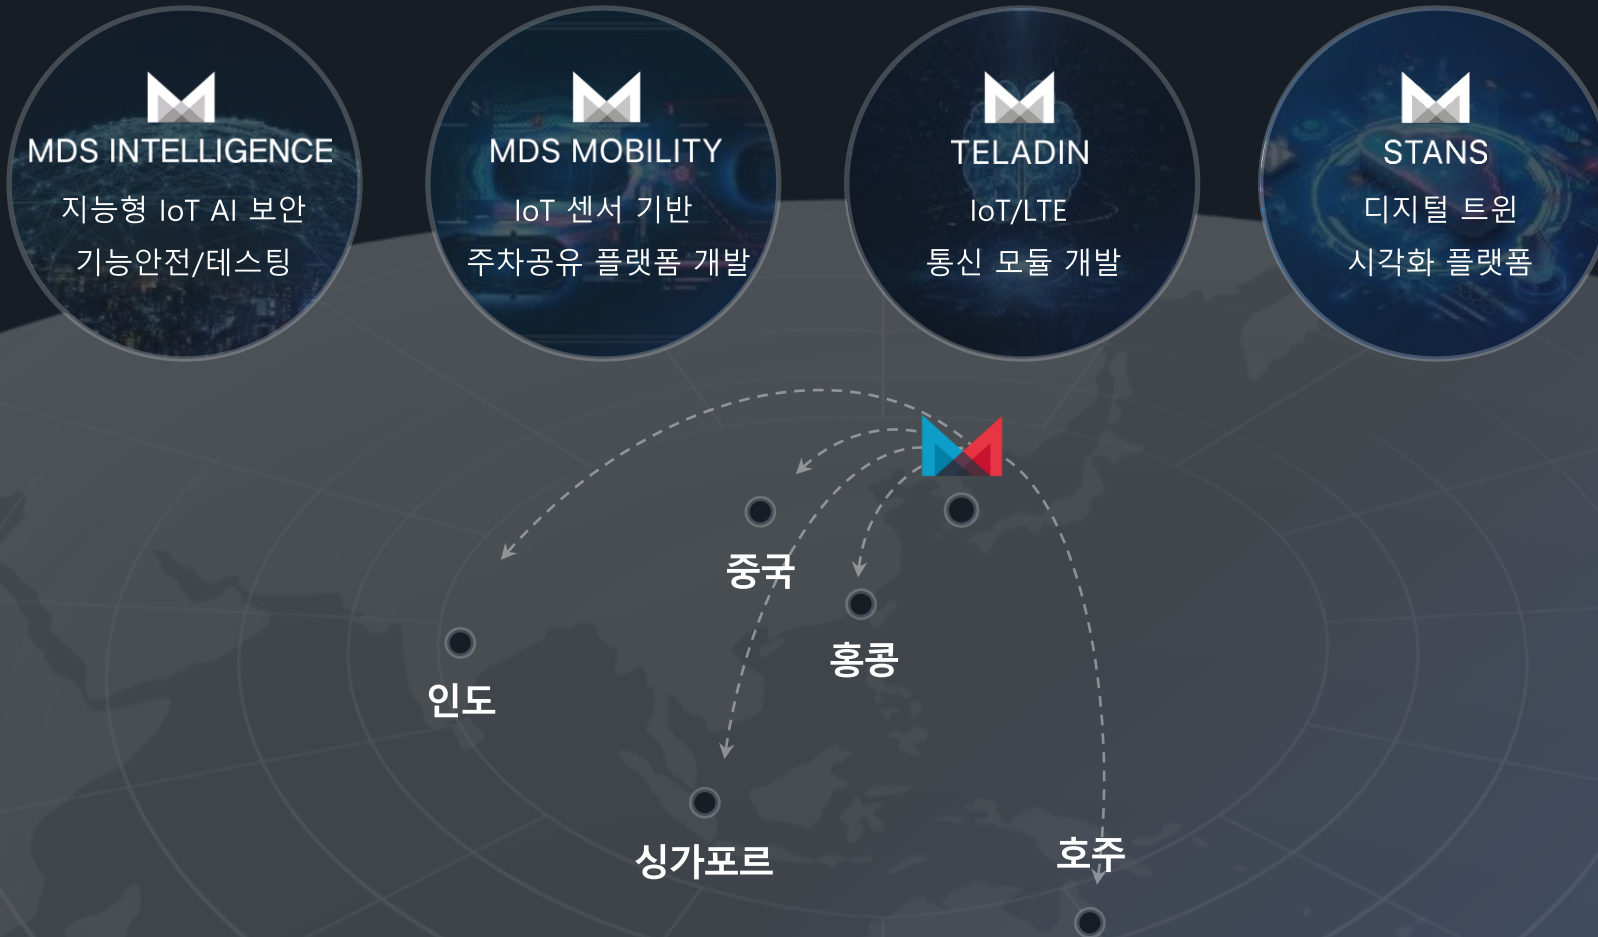 MDS INTELLIGENCE
지능형 IoT AI 보안
기능안전/테스팅
MDS MOBILITY
IoT 센서 기반
주차공유 플랫폼 개발
TELADIN
IoT/LTE
통신 모듈 개발
STANS
디지털 트윈
시각화 플랫폼
중국
홍콩
인도
싱가포르
호주